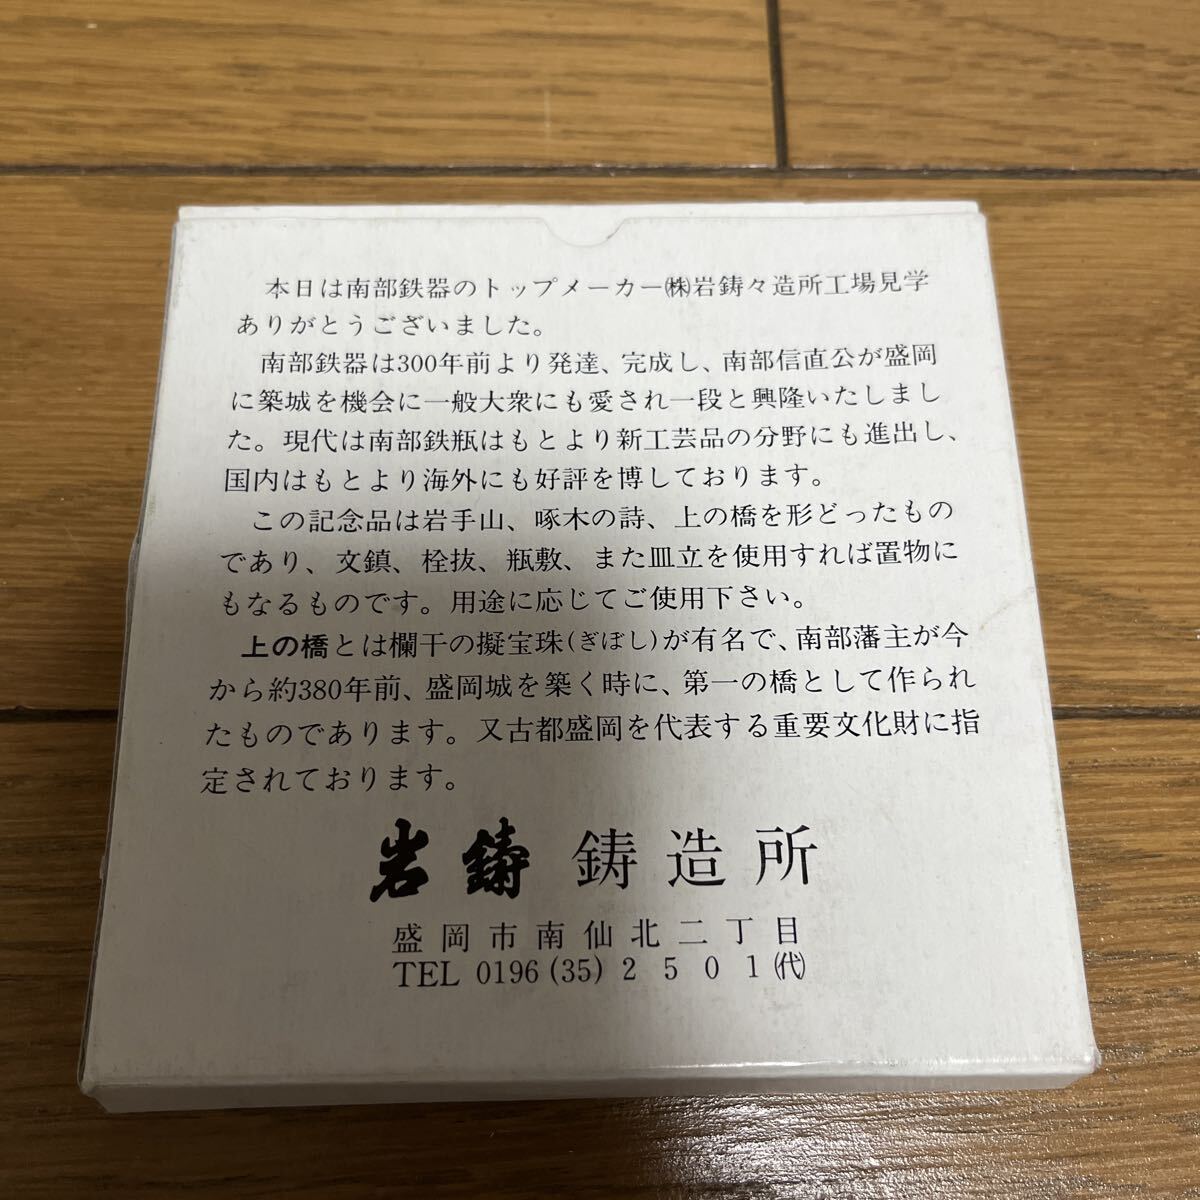 本日は南部鉄器のトップメーカー㈱岩鋳々造所工場見学
ありがとうございました。
南部鉄器は300年前より発達、完成し、南部信直公が盛岡
に築城を機会に一般大衆にも愛され一段と興隆いたしまし
た。現代は南部鉄瓶はもとより新工芸品の分野にも進出し、
国内はもとより海外にも好評を博しております。
この記念品は岩手山、啄木の詩、上の橋を形どったもの
であり、文鎮、栓抜、瓶敷、また皿立を使用すれば置物に
もなるものです。用途に応じてご使用下さい。
上の橋とは欄干の擬宝珠(ぎぼし)が有名で、南部藩主が今
から約380年前、盛岡城を築く時に、第一の橋として作られ
たものであります。又古都盛岡を代表する重要文化財に指
定されております。
岩鋳 鋳造所
盛岡市南仙北二丁目
TEL 0196(35)2501㈹